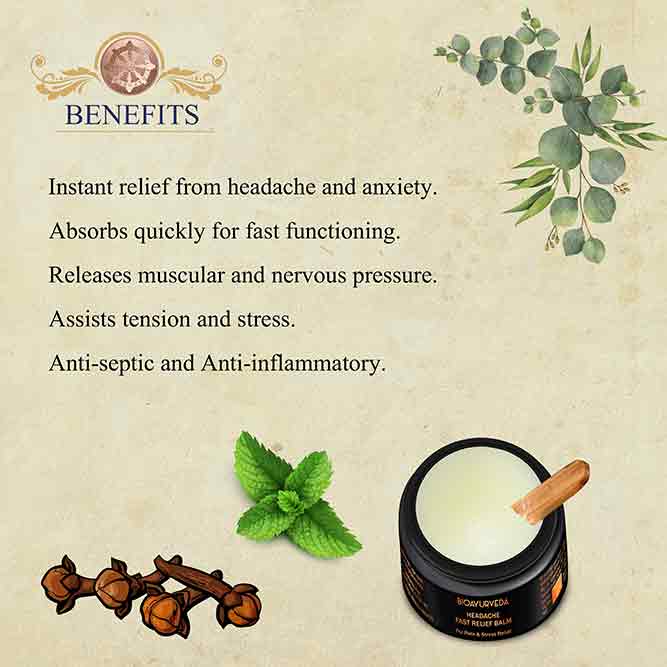 BENEFITS
Instant relief from headache and anxiety.
Absorbs quickly for fast functioning.
Releases muscular and nervous pressure.
Assists tension and stress.
Anti-septic and Anti-inflammatory.
BIOAYURVEDA
HEADACHE
FAST RELIEF BALM
For Pain & Stress Relief